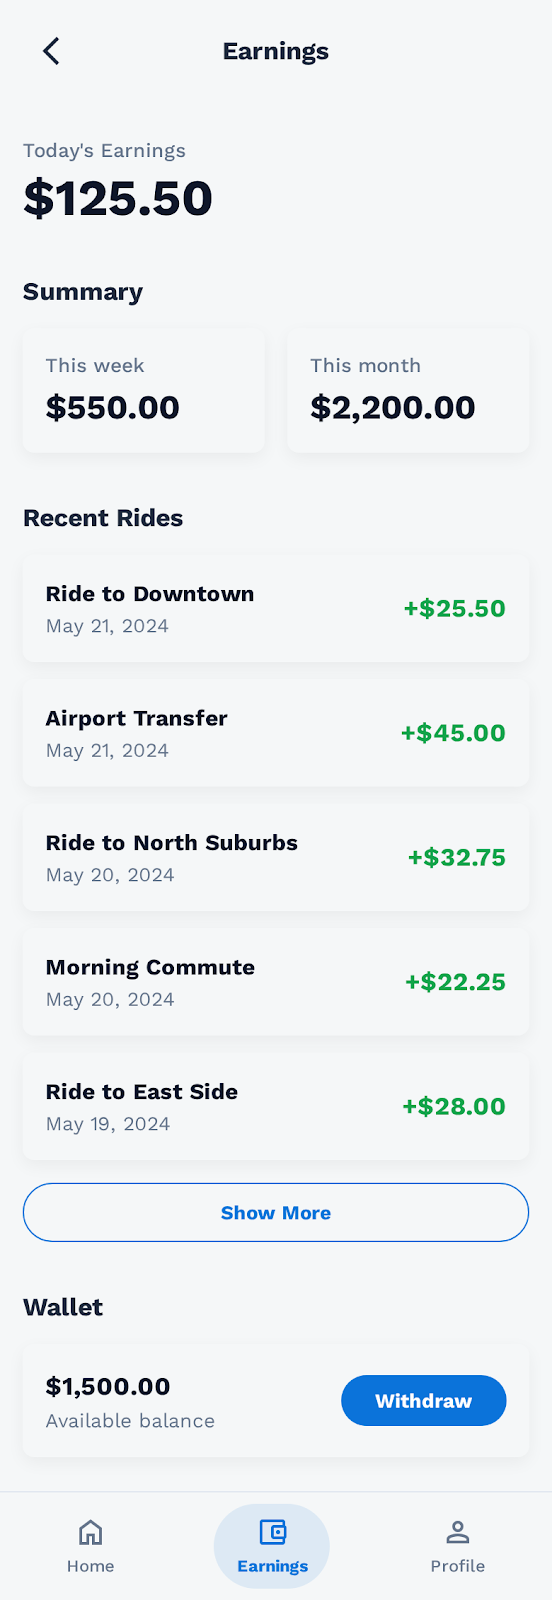 Earnings
Today's Earnings
$125.50
Summary
This week
$550.00
This month
$2,200.00
Recent Rides
Ride to Downtown
May 21, 2024
+$25.50
Airport Transfer
May 21, 2024
+$45.00
Ride to North Suburbs
May 20, 2024
+$32.75
Morning Commute
May 20, 2024
+$22.25
Ride to East Side
May 19, 2024
+$28.00
Show More
Wallet
$1,500.00
Available balance
Withdraw
Home
Earnings
Profile